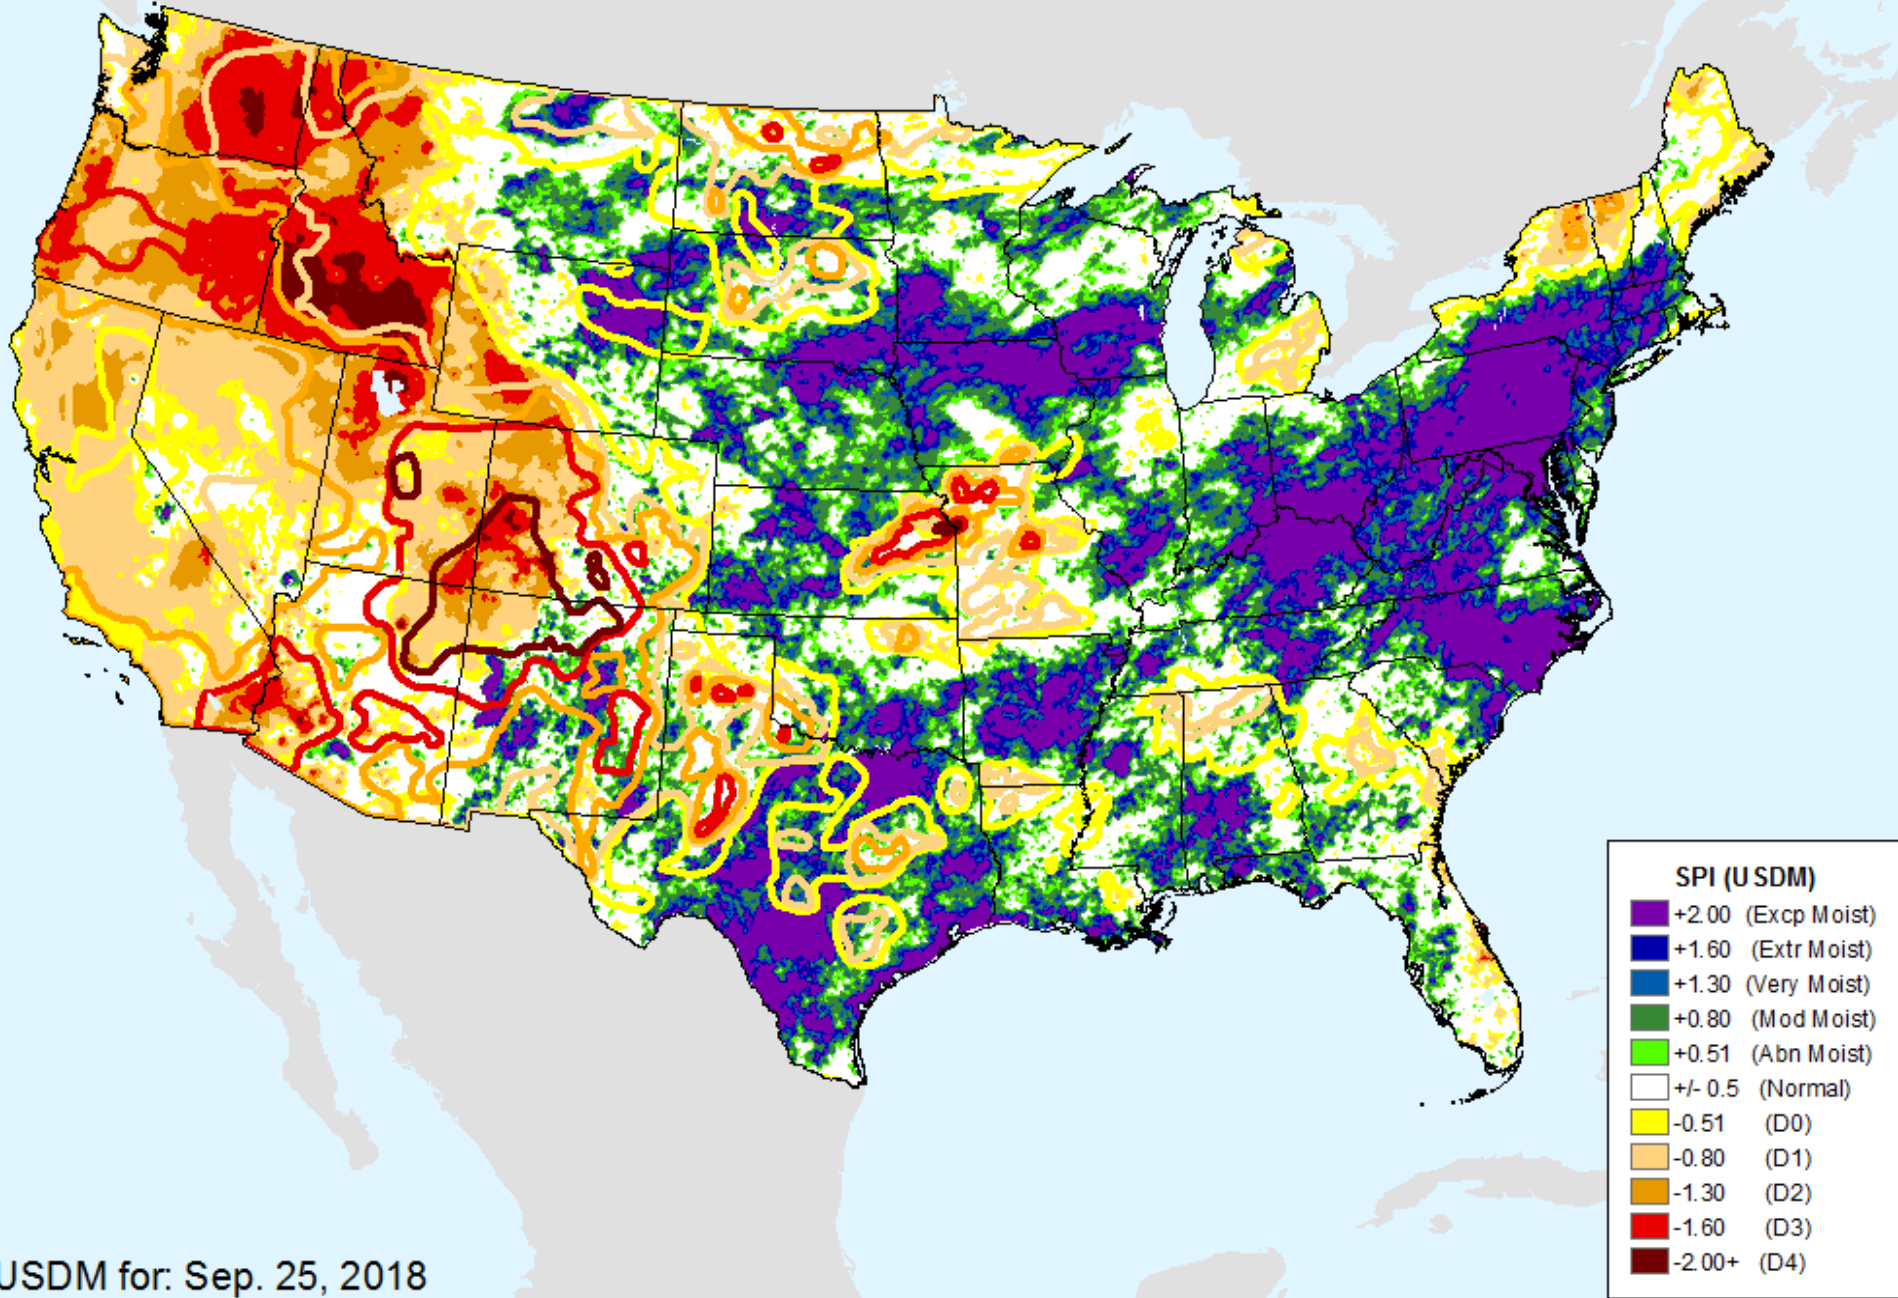 SPI (USDM)
+2.00 (Excp Moist)
+1.60 (Extr Moist)
+1.30 (Very Moist)
+0.80 (Mod Moist)
+0.51 (Abn Moist)
+/- 0.5 (Normal)
-0.51 (D0)
-0.80 (D1)
-1.30 (D2)
-1.60 (D3)
-2.00+ (D4)
USDM for: Sep. 25, 2018